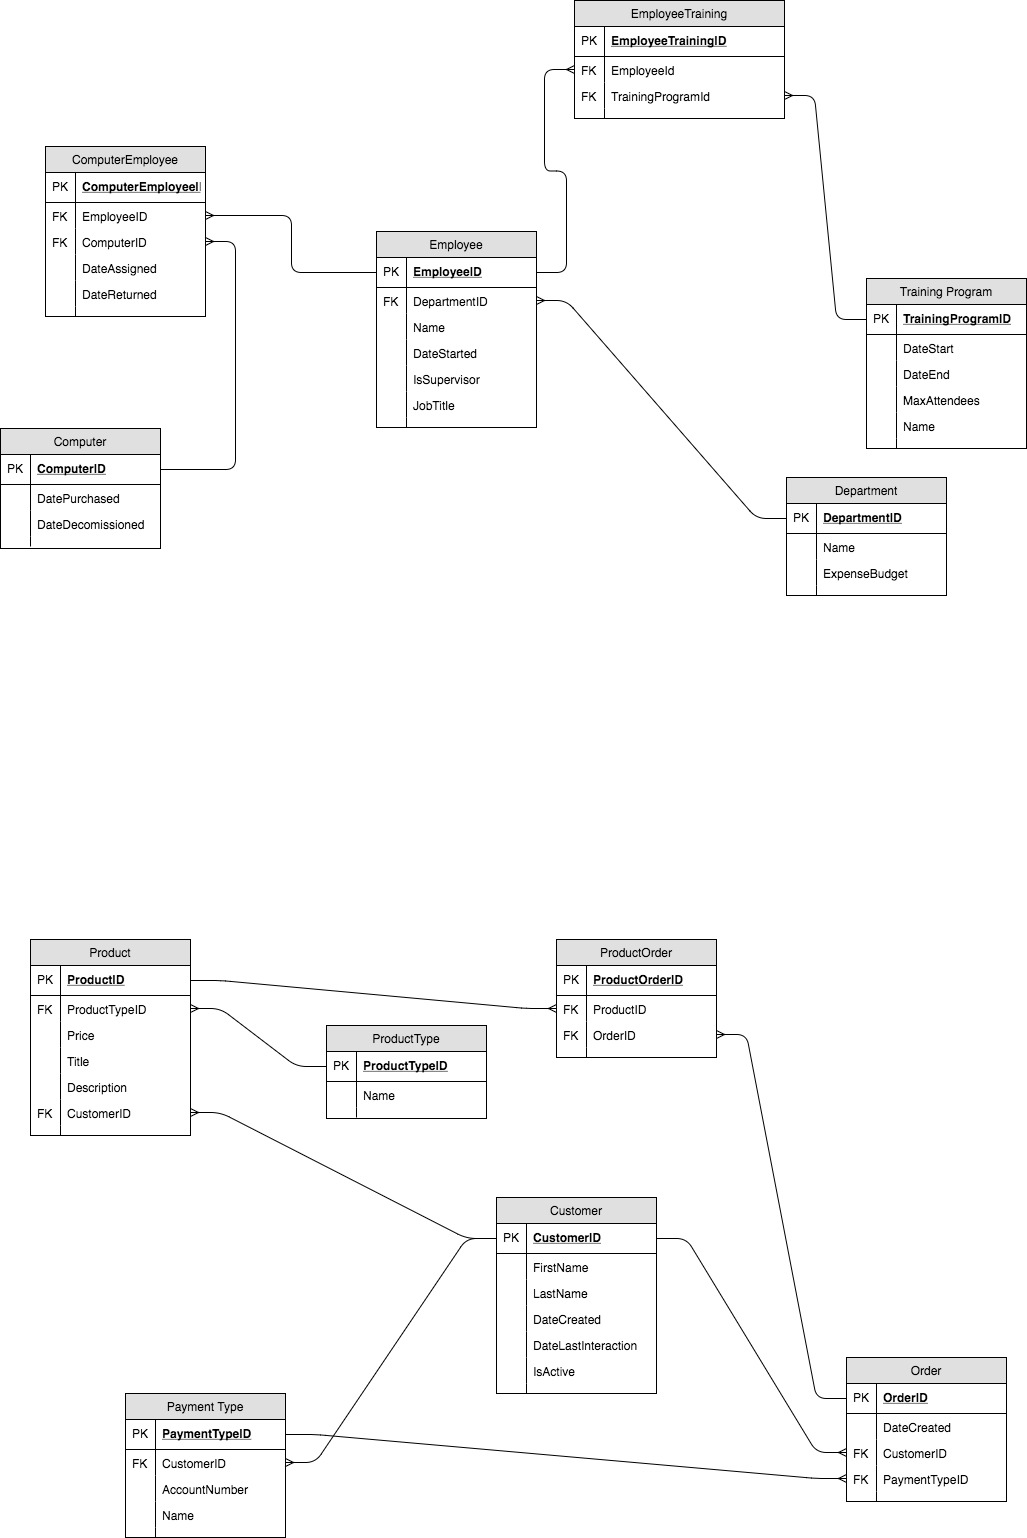 EmployeeTraining
PK EmployeeTrainingID
FK EmployeeId
FK TrainingProgramId
ComputerEmployee
PK
FK EmployeeID
FK ComputerID
DateAssigned
DateReturned
Employee
PK EmployeeID
FK DepartmentID
Name
DateStarted
IsSupervisor
JobTitle
Training Program
PK TrainingProgramID
DateStart
DateEnd
MaxAttendees
Name
Computer
PK ComputerID
DatePurchased
DateDecomissioned
Department
PK DepartmentID
Name
ExpenseBudget
Product
PK ProductID
FK ProductTypeID
Price
Title
Description
FK CustomerID
ProductOrder
PK ProductOrderID
FK ProductID
FK OrderID
ProductType
PK ProductTypeID
Name
Customer
PK CustomerID
FirstName
LastName
DateCreated
DateLastInteraction
IsActive
Order
PK OrderID
DateCreated
FK CustomerID
FK PaymentTypeID
Payment Type
PK PaymentTypeID
FK CustomerID
AccountNumber
Name